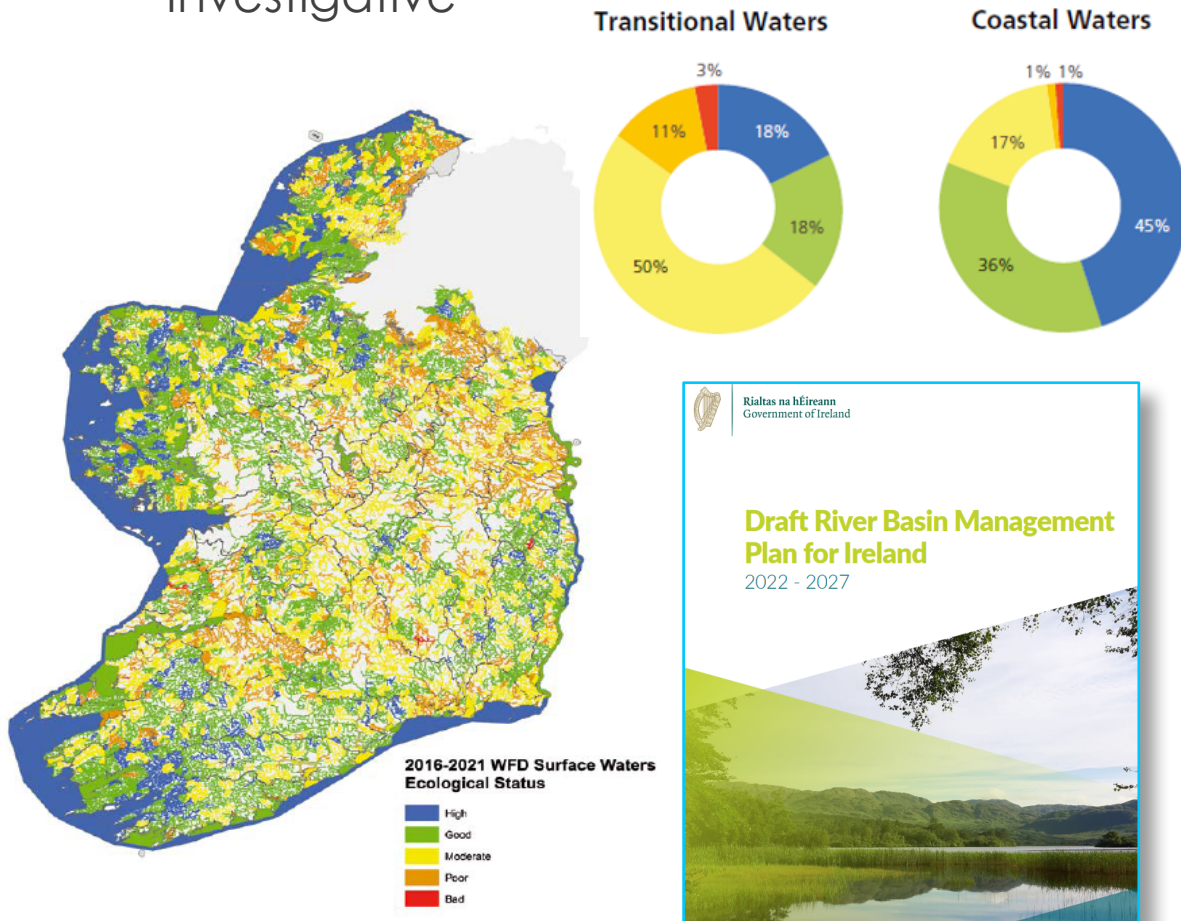 investigative
Transitional Waters
3%
18%
18%
50%
11%
Coastal Waters
1% 1%
45%
36%
17%
2016-2021 WFD Surface Waters
Ecological Status
High
Good
Moderate
Poor
Bad
Rialtas na hÉireann
Government of Ireland
Draft River Basin Management
Plan for Ireland
2022 - 2027